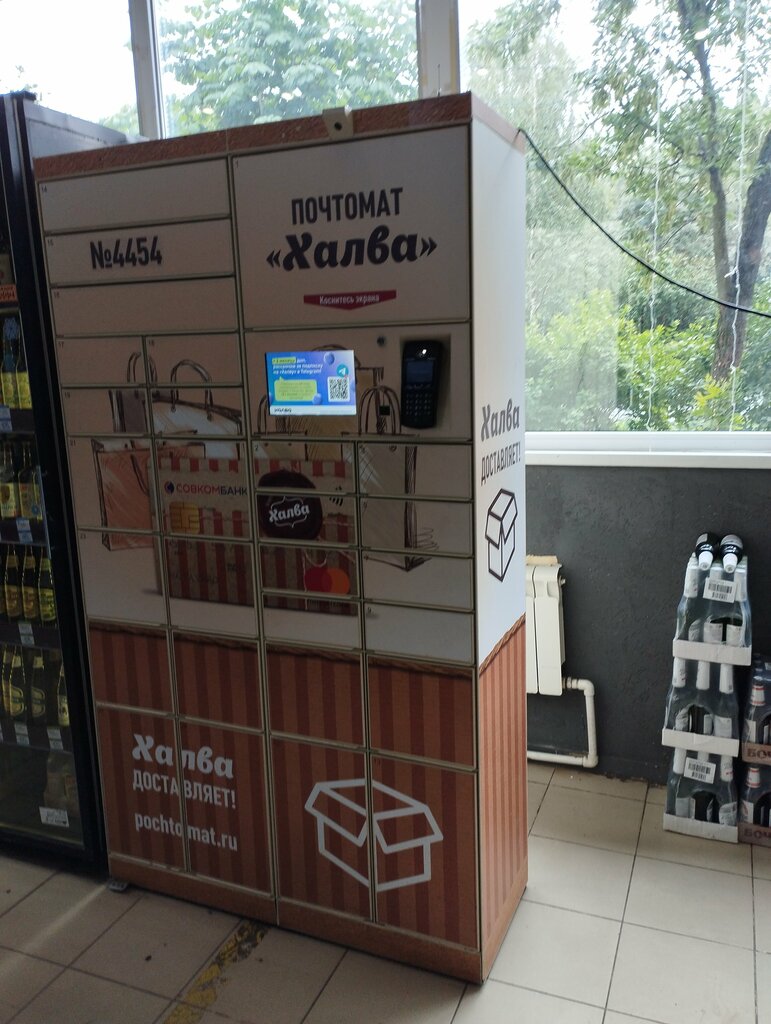 ПОЧТОМАТ
«Халва»
№4454
Коснитесь экрана
СОВКОМБАНК
Халва
Халва
ДОСТАВЛЯЕТ!
Халва
ДОСТАВЛЯЕТ!
pochtomat.ru